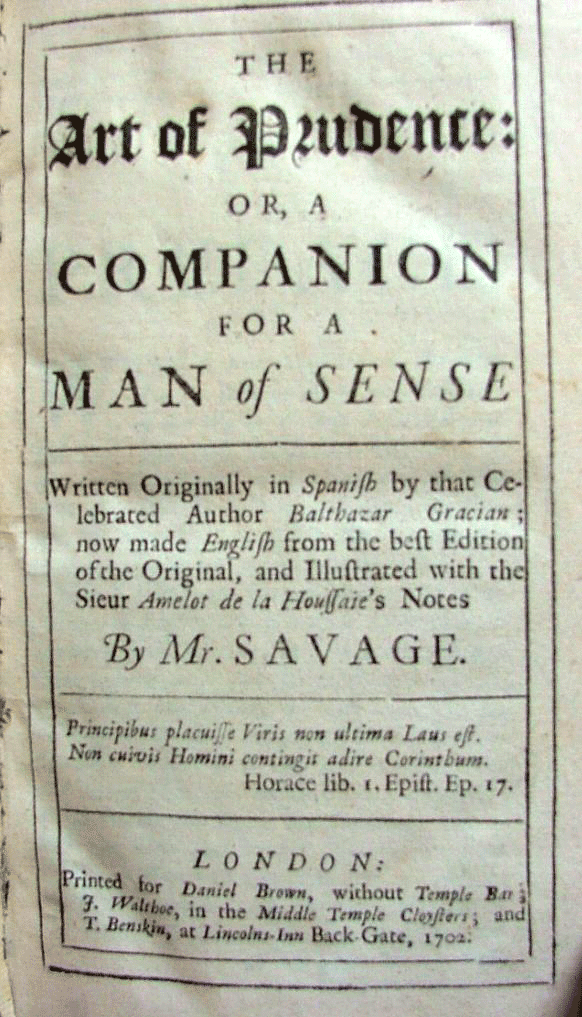 THE
Art of Prudence:
OR, A
COMPANION
FOR A
MAN of SENSE
Written Originally in Spaniſh by that Ce-
lebrated Author Balthazar Gracian;
now made Engliſh from the beſt Edition
of the Original, and Illuſtrated with the
Sieur Amelot de la Houſſaie's Notes
By Mr. SAVAGE.
Principibus placuiſſe Viris non ultima Laus eſt.
Non cuivis Homini contingit adire Corinthum.
Horace lib. 1. Epiſt. Ep. 17.
LONDON:
Printed for Daniel Brown, without Temple Bar;
J. Walthoe, in the Middle Temple Cloyſters; and
T. Benskin, at Lincolns-Inn Back-Gate, 1702.